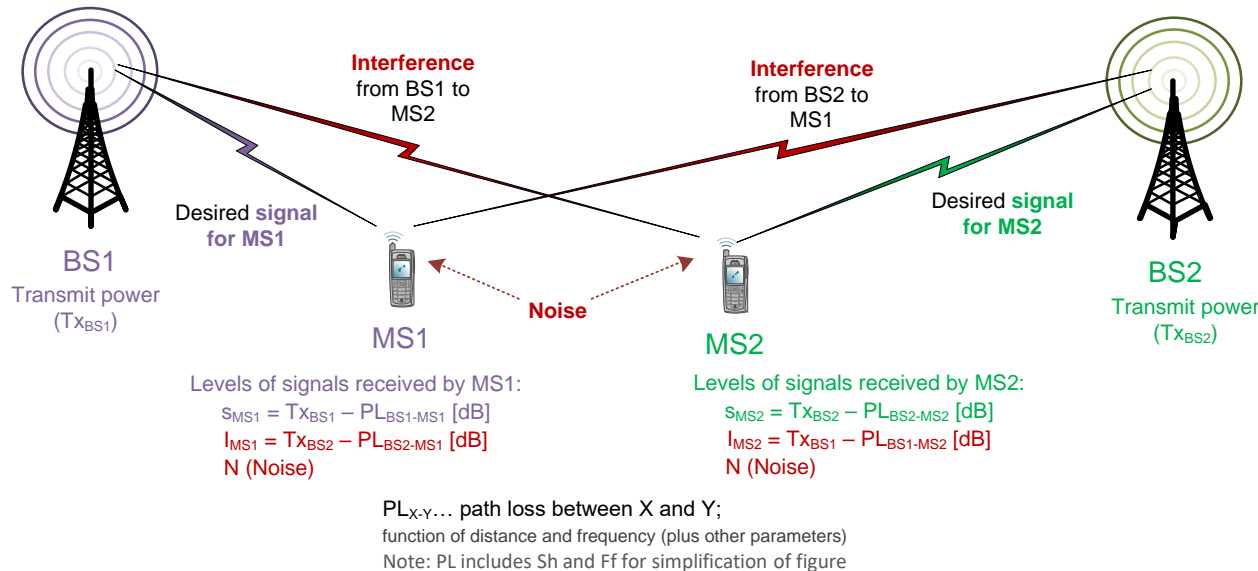 Interference
from BS1 to
MS2
Interference
from BS2 to
MS1
Desired signal
for MS1
Desired signal
for MS2
BS1
Transmit power
(TxBS1)
Noise
BS2
Transmit power
(TxBS2)
MS1
MS2
Levels of signals received by MS1:
sMS1 = TxBS1 – PLBS1-MS1 [dB]
IMS1 = TxBS2 – PLBS2-MS1 [dB]
N (Noise)
Levels of signals received by MS2:
sMS2 = TxBS2 – PLBS2-MS2 [dB]
IMS2 = TxBS1 – PLBS1-MS2 [dB]
N (Noise)
PLX-Y… path loss between X and Y;
function of distance and frequency (plus other parameters)
Note: PL includes Sh and Ff for simplification of figure